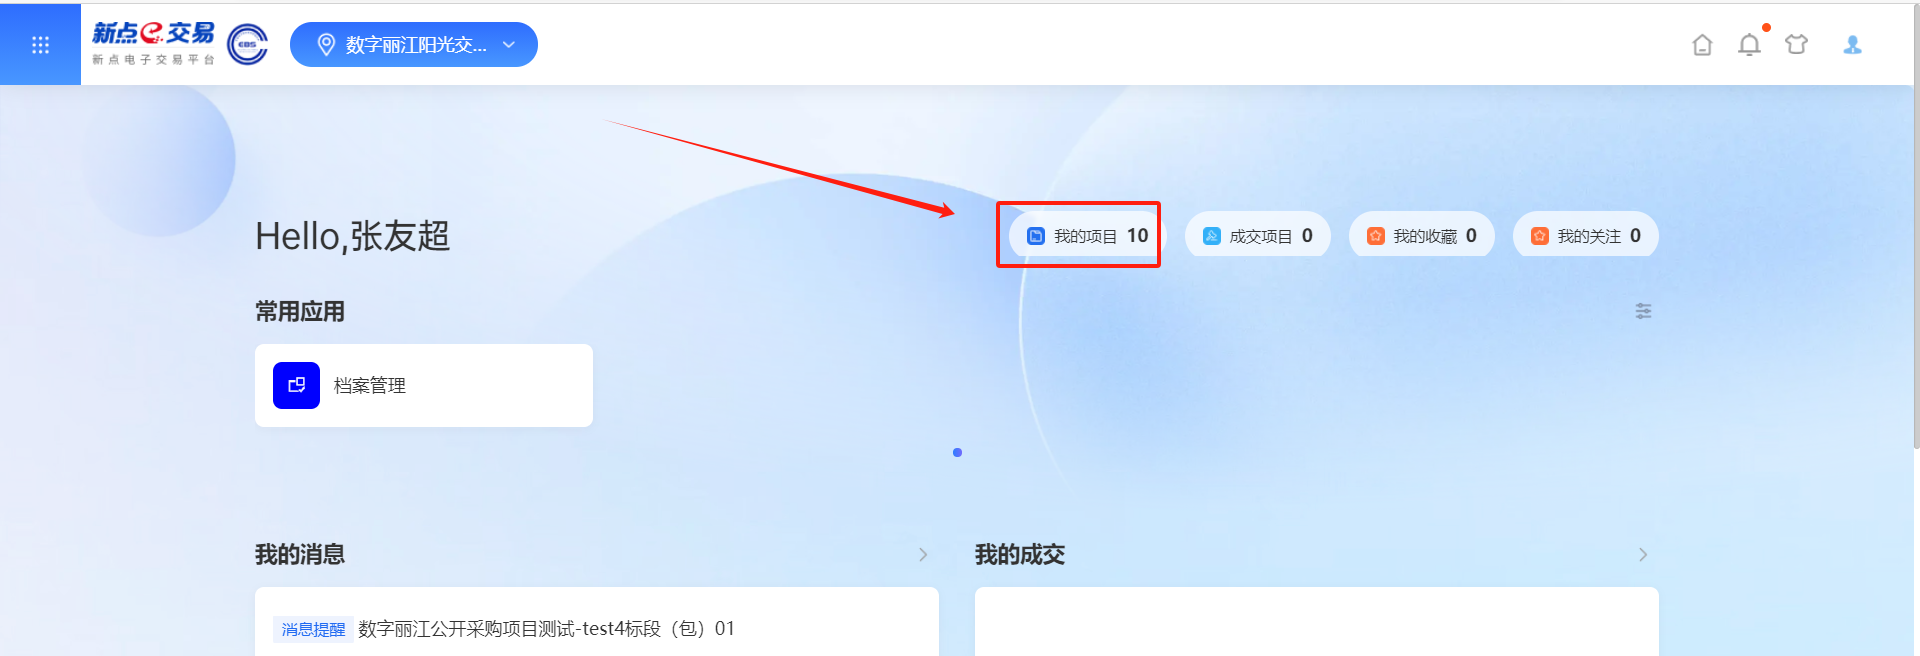 新点e交易
新点电子交易平台
EBS
数字丽江阳光交...
Hello,张友超
我的项目 10
成交项目 0
我的收藏 0
我的关注 0
常用应用
档案管理
我的消息
我的成交
消息提醒 数字丽江公开采购项目测试-test4标段（包）01